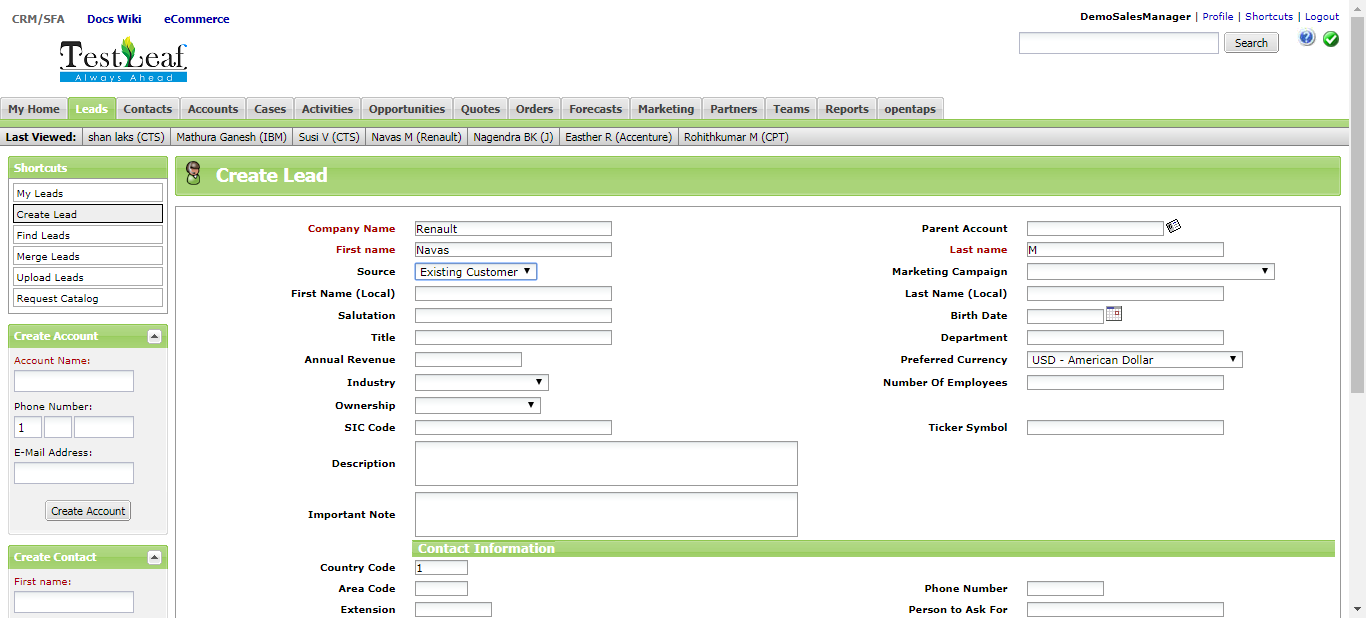 CRM/SFA Docs Wiki eCommerce
DemoSalesManager | Profile | Shortcuts | Logout
TestLeaf
Always Ahead
Search
?
My Home Leads Contacts Accounts Cases Activities Opportunities Quotes Orders Forecasts Marketing Partners Teams Reports opentaps
Last Viewed: shan laks (CTS) Mathura Ganesh (IBM) Susi V (CTS) Navas M (Renault) Nagendra BK (J) Easther R (Accenture) Rohithkumar M (CPT)
Shortcuts
My Leads
Create Lead
Find Leads
Merge Leads
Upload Leads
Request Catalog
Create Account
Account Name:
Phone Number:
1
E-Mail Address:
Create Account
Create Contact
First name:
Create Lead
Company Name Renault Parent Account
First name Navas Last name M
Source Existing Customer Marketing Campaign
First Name (Local) Last Name (Local)
Salutation Birth Date
Title Department
Annual Revenue Preferred Currency USD - American Dollar
Industry Number Of Employees
Ownership
SIC Code Ticker Symbol
Description
Important Note
Contact Information
Country Code 1
Area Code Phone Number
Extension Person to Ask For